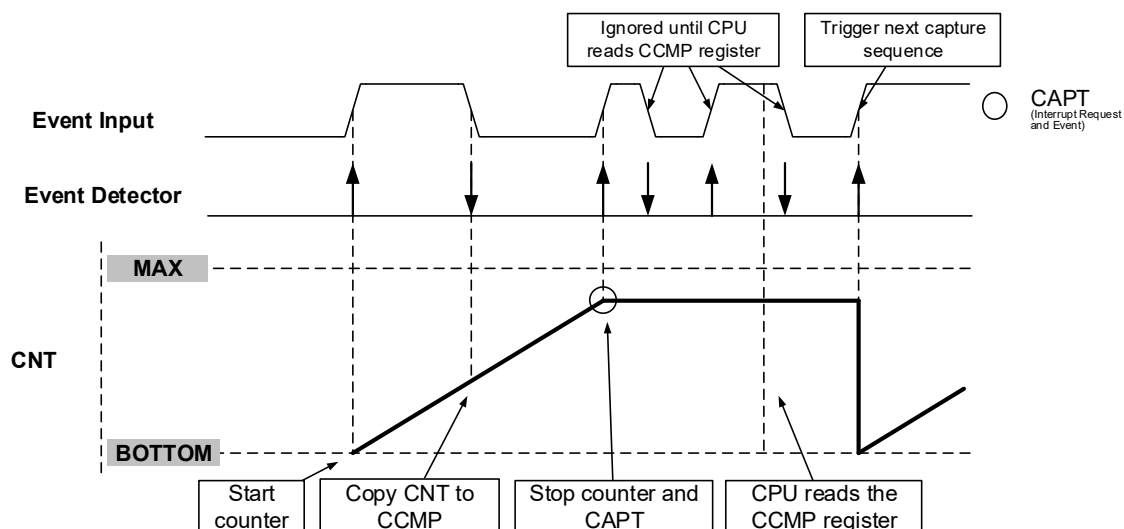 Ignored until CPU
reads CCMP register
Trigger next capture
sequence
Event Input
CAPT
(Interrupt Request
and Event)
Event Detector
MAX
CNT
BOTTOM
Start
counter
Copy CNT to
CCMP
Stop counter and
CAPT
CPU reads the
CCMP register